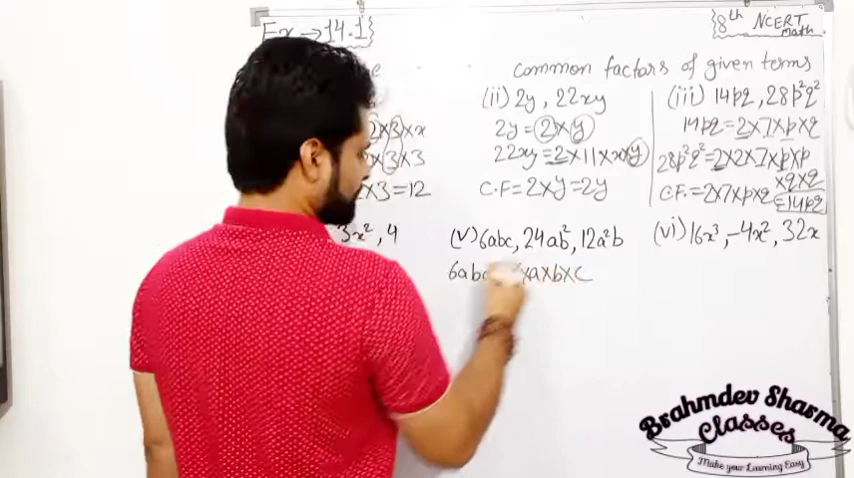 Ex→14.1
8th NCERT
Math
common factors of given terms
2×3×x
×3×3
×3=12
3x², 4
(ii) 2y, 22xy
2y=2×y
22xy=2×11×x×y
C.F=2×y=2y
(iii) 14pq, 28p²q²
14pq=2×7×p×q
28p²q²=2×2×7×p×p
×q×q
C.F.=2×7×p×q
=14pq
(v) 6abc, 24ab², 12a²b
6abc
×a×b×c
(vi) 16x³, -4x², 32x
Brahmdev Sharma
Classes
Make your Learning Easy